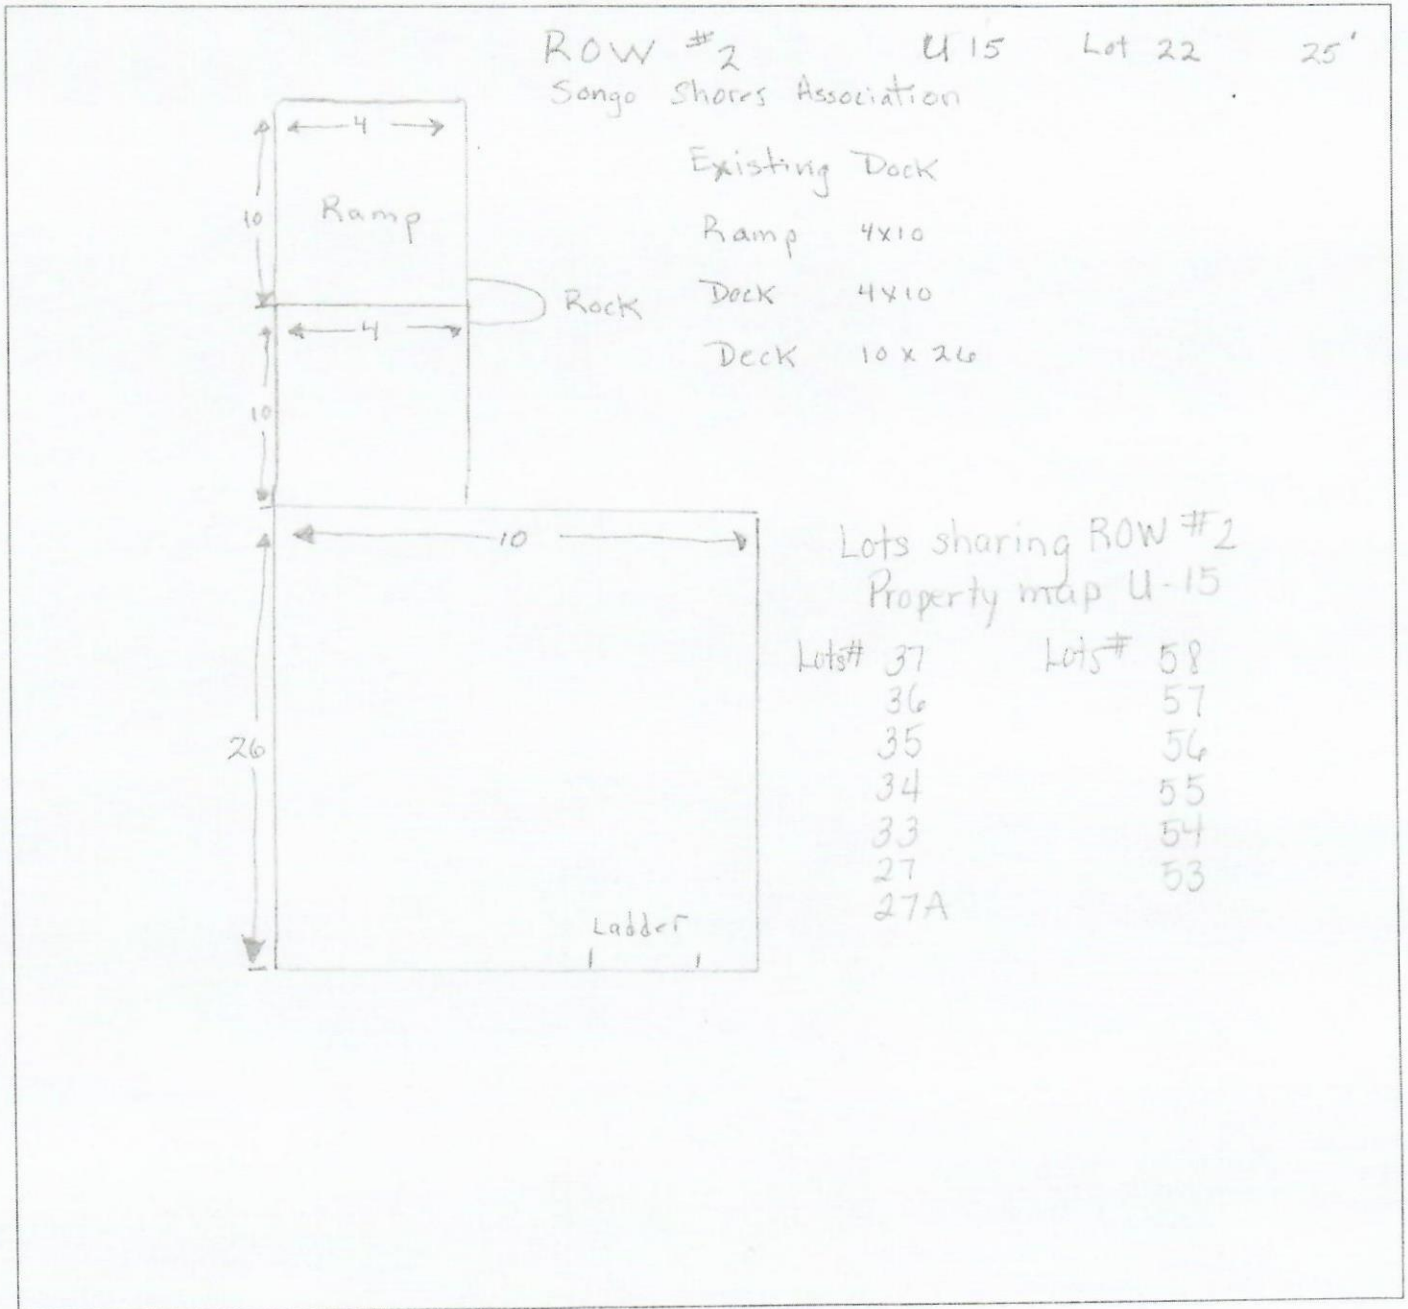 ROW #2 U 15 Lot 22 25'
Songo Shores Association
4
Existing Dock
10
Ramp
Ramp 4x10
Rock
Dock 4x10
4
Deck 10 x 26
10
10
Lots sharing ROW #2
Property map U-15
Lots# 37 Lots# 58
36 57
35 56
26
34 55
33 54
27 53
27A
Ladder